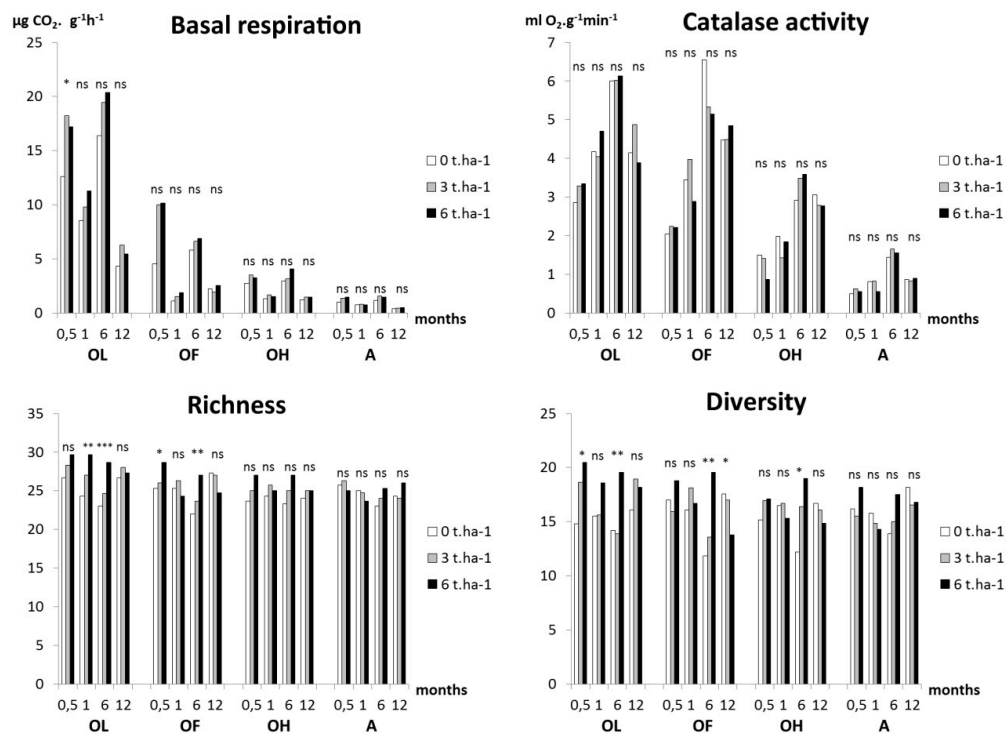 µg CO₂. g⁻¹h⁻¹
Basal respiration
25
20
15
10
5
0
* ns ns ns
ns ns ns ns
ns ns ns ns
ns ns ns ns
0 t.ha-1
3 t.ha-1
6 t.ha-1
0,5 1 6 12 0,5 1 6 12 0,5 1 6 12 0,5 1 6 12 months
OL OF OH A
ml O₂.g⁻¹min⁻¹
Catalase activity
7
6
5
4
3
2
1
0
ns ns ns ns
ns ns ns ns
ns ns ns ns
ns ns ns ns
0 t.ha-1
3 t.ha-1
6 t.ha-1
0,5 1 6 12 0,5 1 6 12 0,5 1 6 12 0,5 1 6 12 months
OL OF OH A
Richness
35
30
25
20
15
10
5
0
ns ** *** ns
* ns ** ns
ns ns ns ns
ns ns ns ns
0 t.ha-1
3 t.ha-1
6 t.ha-1
0,5 1 6 12 0,5 1 6 12 0,5 1 6 12 0,5 1 6 12 months
OL OF OH A
Diversity
25
20
15
10
5
0
* ns ** ns
ns ns ** *
ns ns * ns
ns ns ns ns
0 t.ha-1
3 t.ha-1
6 t.ha-1
0,5 1 6 12 0,5 1 6 12 0,5 1 6 12 0,5 1 6 12 months
OL OF OH A